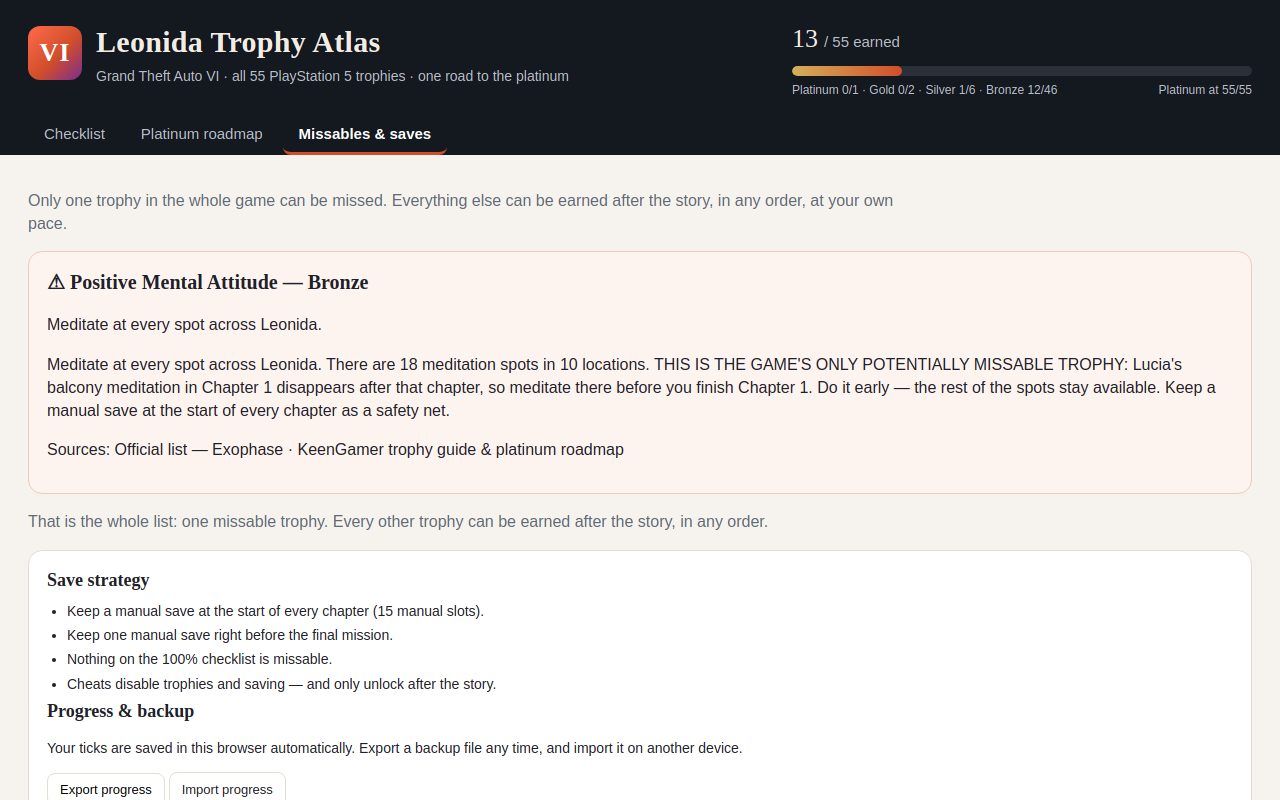 VI
Leonida Trophy Atlas
Grand Theft Auto VI · all 55 PlayStation 5 trophies · one road to the platinum
13 / 55 earned
Platinum 0/1 · Gold 0/2 · Silver 1/6 · Bronze 12/46
Platinum at 55/55
Checklist
Platinum roadmap
Missables & saves
Only one trophy in the whole game can be missed. Everything else can be earned after the story, in any order, at your own
pace.
⚠ Positive Mental Attitude — Bronze
Meditate at every spot across Leonida.
Meditate at every spot across Leonida. There are 18 meditation spots in 10 locations. THIS IS THE GAME'S ONLY POTENTIALLY MISSABLE TROPHY: Lucia's
balcony meditation in Chapter 1 disappears after that chapter, so meditate there before you finish Chapter 1. Do it early — the rest of the spots stay available. Keep a
manual save at the start of every chapter as a safety net.
Sources: Official list — Exophase · KeenGamer trophy guide & platinum roadmap
That is the whole list: one missable trophy. Every other trophy can be earned after the story, in any order.
Save strategy
• Keep a manual save at the start of every chapter (15 manual slots).
• Keep one manual save right before the final mission.
• Nothing on the 100% checklist is missable.
• Cheats disable trophies and saving — and only unlock after the story.
Progress & backup
Your ticks are saved in this browser automatically. Export a backup file any time, and import it on another device.
Export progress
Import progress